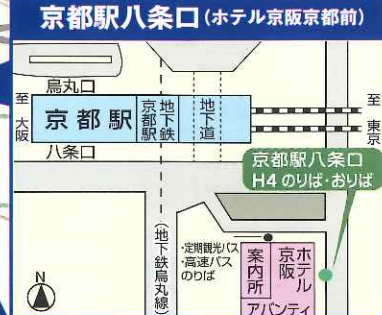 京都駅八条口(ホテル京阪京都前)
烏丸口
至大阪
京都駅
地下鉄京都駅
地下道
至東京
八条口
京都駅八条口
H4 のりば・おりば
(地下鉄烏丸線)
・定期観光バス
・高速バス
のりば
案内所
ホテル京阪
アバンティ
N